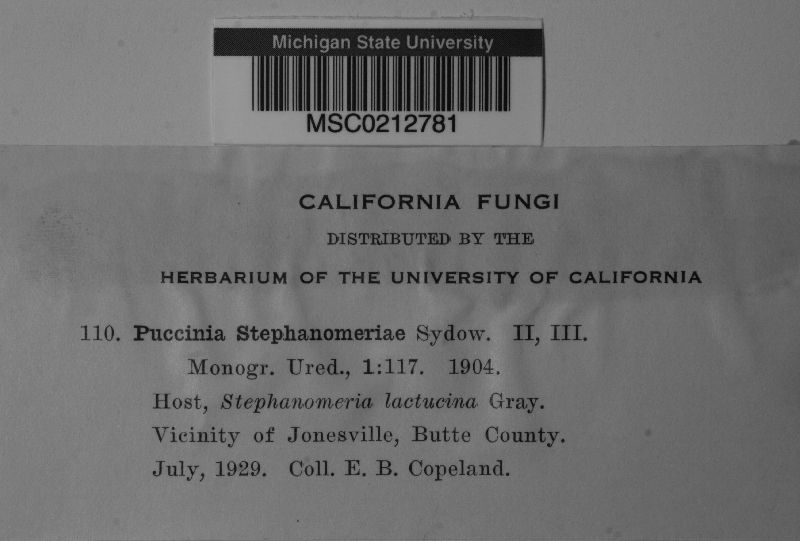 Michigan State University
MSC0212781
CALIFORNIA FUNGI
DISTRIBUTED BY THE
HERBARIUM OF THE UNIVERSITY OF CALIFORNIA
110. Puccinia Stephanomeriae Sydow. II, III.
Monogr. Ured., 1:117. 1904.
Host, Stephanomeria lactucina Gray.
Vicinity of Jonesville, Butte County.
July, 1929. Coll. E. B. Copeland.